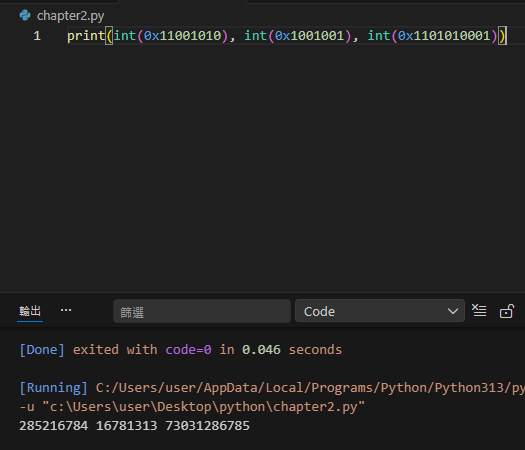 chapter2.py
1 print(int(0x11001010), int(0x1001001), int(0x1101010001))
輸出 ... 篩選 Code
[Done] exited with code=0 in 0.046 seconds
[Running] C:/Users/user/AppData/Local/Programs/Python/Python313/py
-u "c:\Users\user\Desktop\python\chapter2.py"
285216784 16781313 73031286785